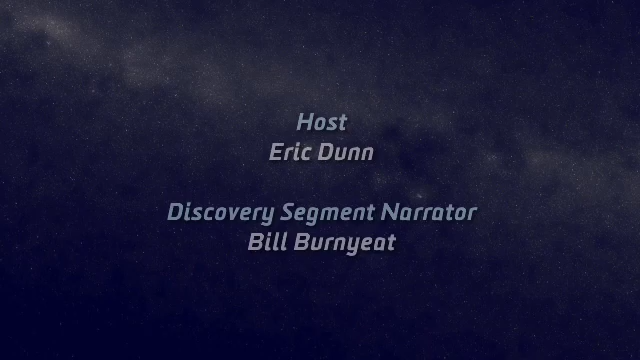 Host
Eric Dunn
Discovery Segment Narrator
Bill Burnyeat